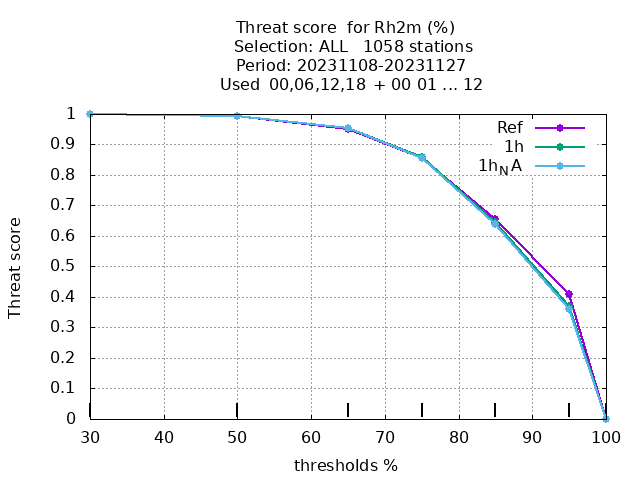 Threat score  for Rh2m (%)
Selection: ALL   1058 stations
Period: 20231108-20231127
Used  00,06,12,18  + 00 01 ... 12
Ref
1h
1h_NA
Threat score
1
0.9
0.8
0.7
0.6
0.5
0.4
0.3
0.2
0.1
0
30 40 50 60 70 80 90 100
thresholds %